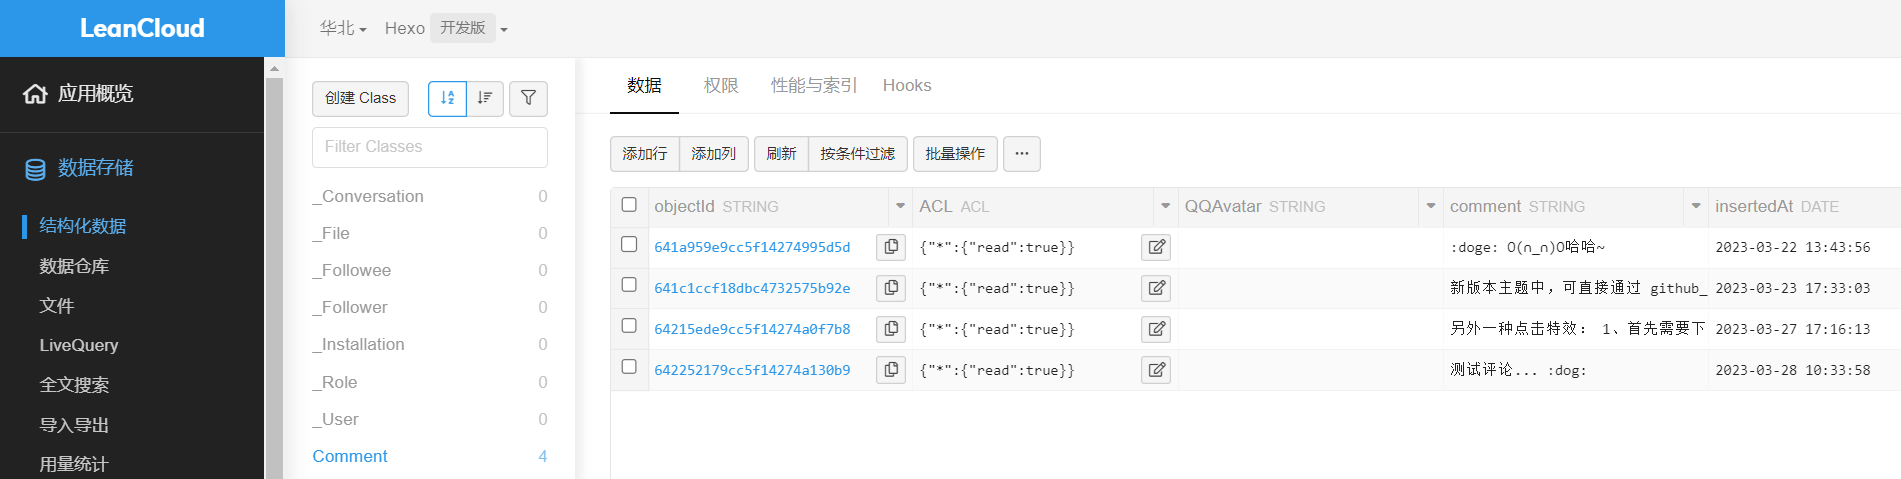 LeanCloud
华北 Hexo 开发版
应用概览
数据存储
结构化数据
数据仓库
文件
LiveQuery
全文搜索
导入导出
用量统计
创建 Class
Filter Classes
_Conversation 0
_File 0
_Followee 0
_Follower 0
_Installation 0
_Role 0
_User 0
Comment 4
数据 权限 性能与索引 Hooks
添加行 添加列 刷新 按条件过滤 批量操作 ...
objectId STRING ACL ACL QQAvatar STRING comment STRING insertedAt DATE
641a959e9cc5f14274995d5d {"*":{"read":true}} :doge: O(n_n)O哈哈~ 2023-03-22 13:43:56
641c1ccf18dbc4732575b92e {"*":{"read":true}} 新版本主题中，可直接通过 github_ 2023-03-23 17:33:03
64215ede9cc5f14274a0f7b8 {"*":{"read":true}} 另外一种点击特效： 1、首先需要下 2023-03-27 17:16:13
642252179cc5f14274a130b9 {"*":{"read":true}} 测试评论... :dog: 2023-03-28 10:33:58